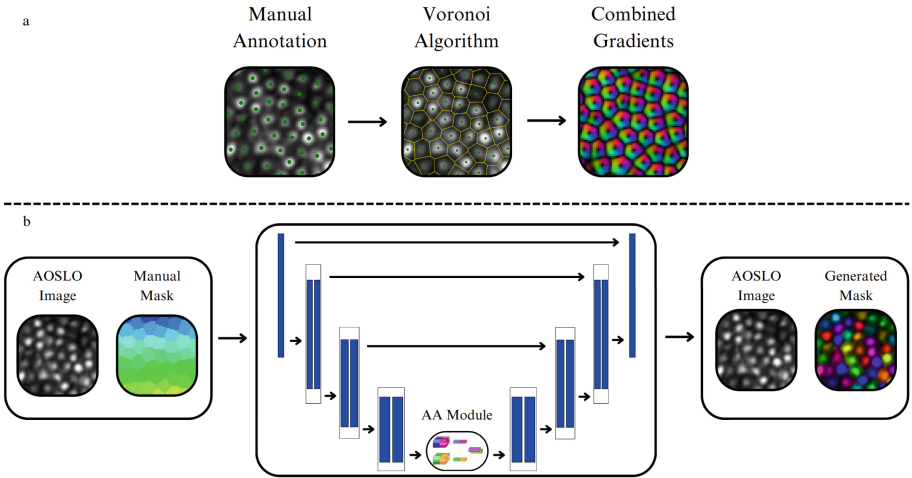 a
Manual
Annotation
Voronoi
Algorithm
Combined
Gradients
b
AOSLO
Image
Manual
Mask
AA Module
AOSLO
Image
Generated
Mask